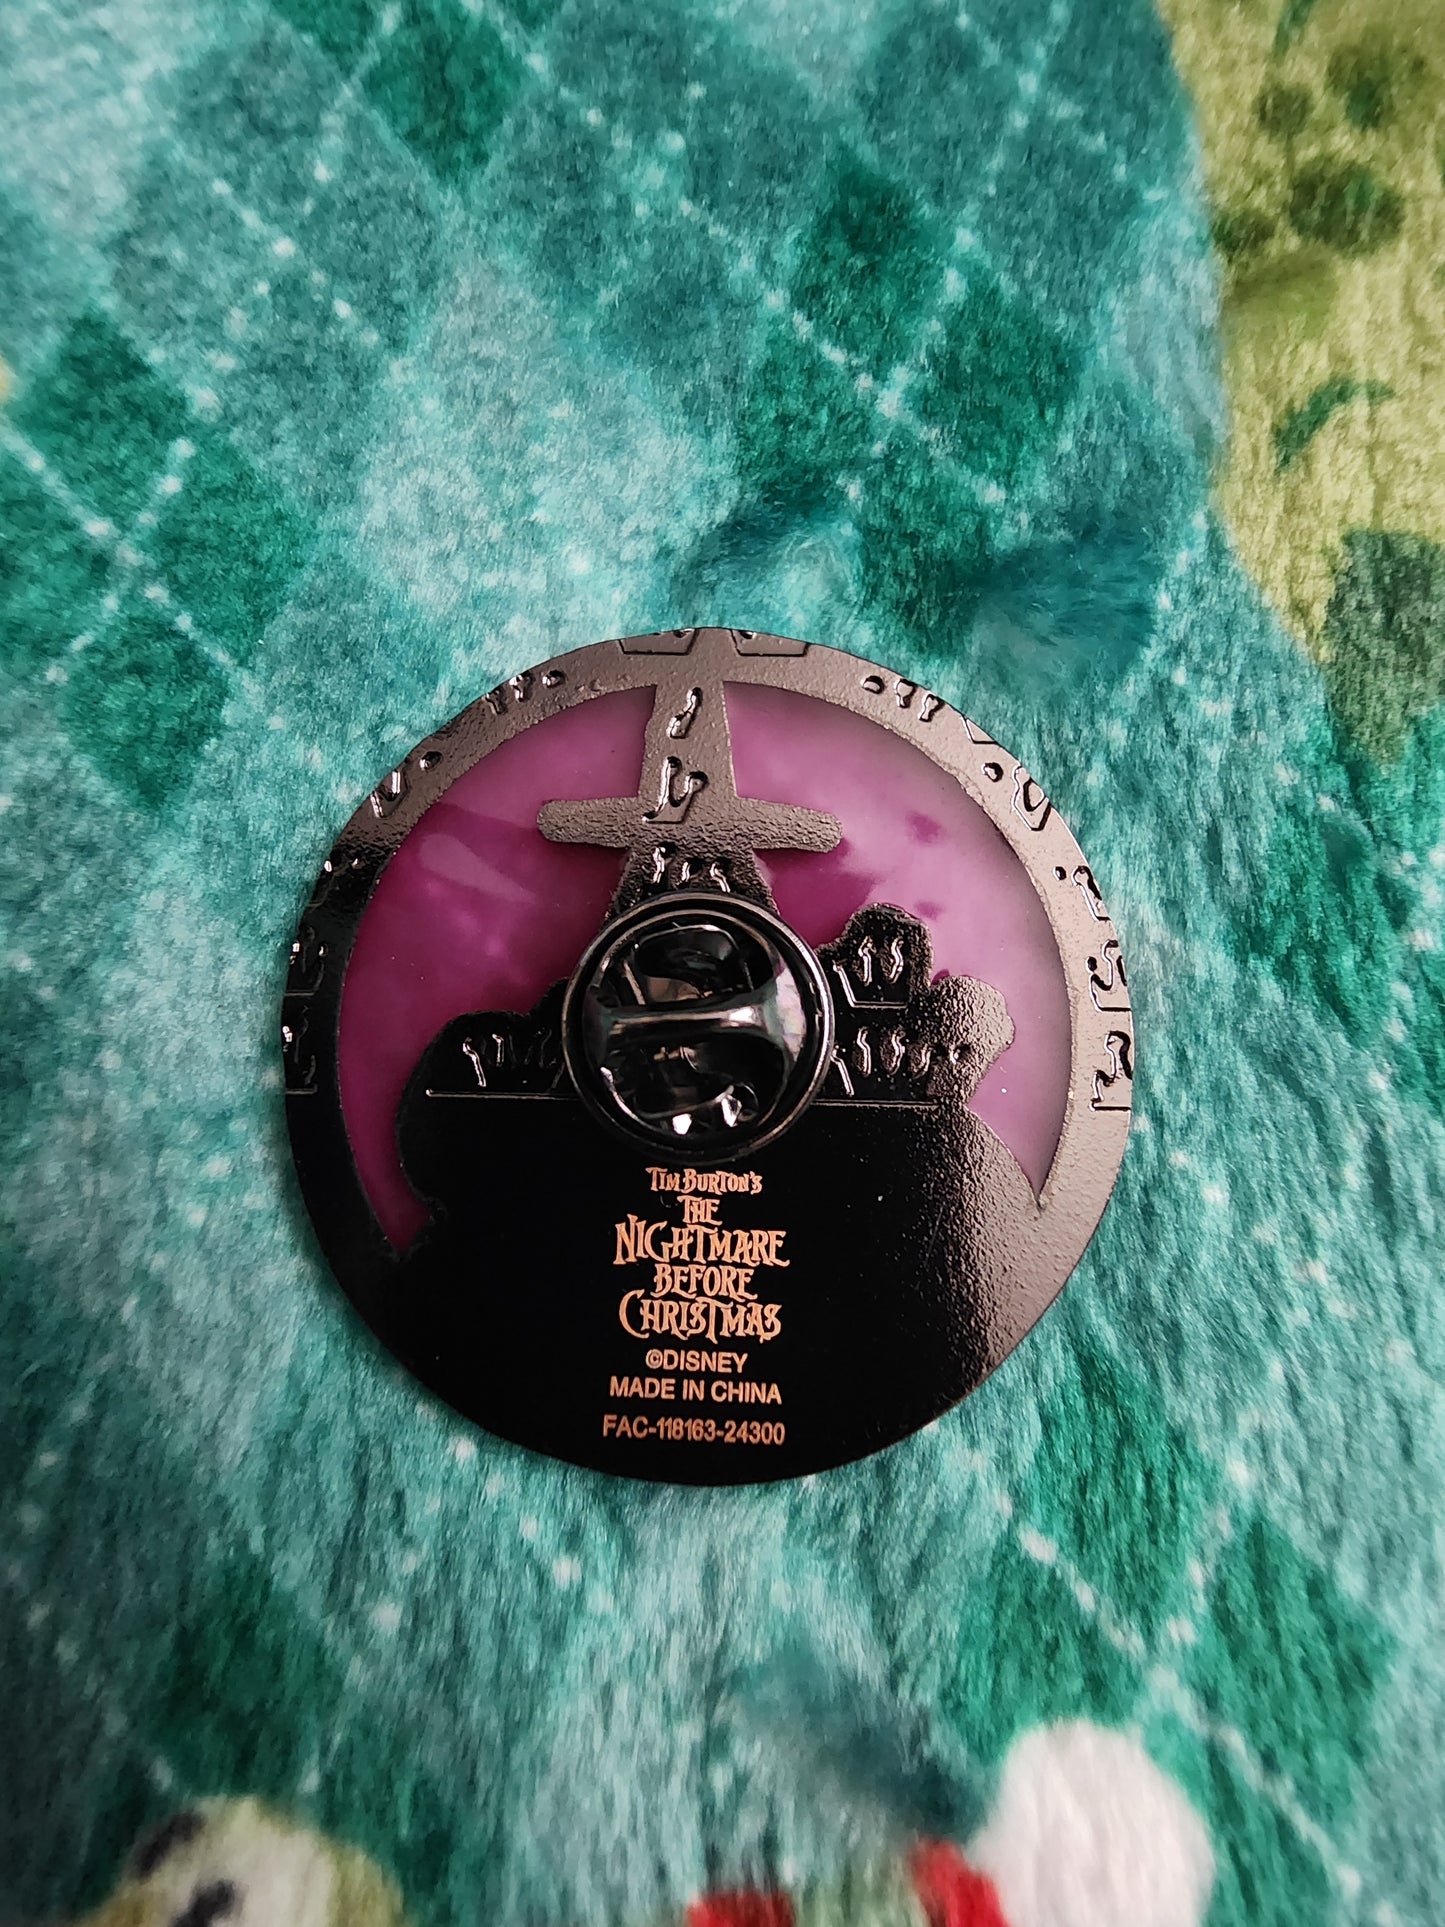 TIM BURTON'S
THE
NIGHTMARE
BEFORE
CHRISTMAS
©DISNEY
MADE IN CHINA
FAC-118163-24300